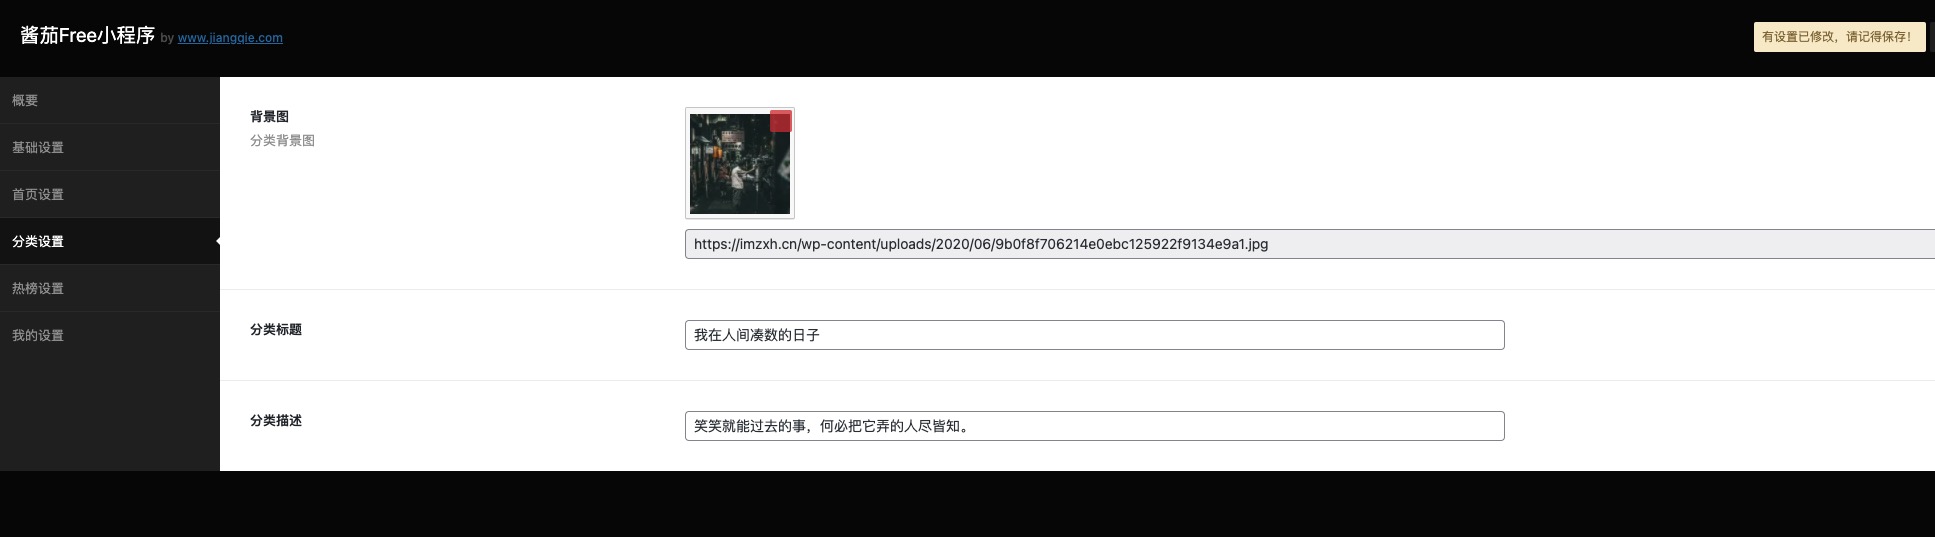 酱茄Free小程序 by www.jiangqie.com
有设置已修改，请记得保存！
概要
基础设置
首页设置
分类设置
热榜设置
我的设置
背景图
分类背景图
https://imzxh.cn/wp-content/uploads/2020/06/9b0f8f706214e0ebc125922f9134e9a1.jpg
分类标题
我在人间凑数的日子
分类描述
笑笑就能过去的事，何必把它弄的人尽皆知。